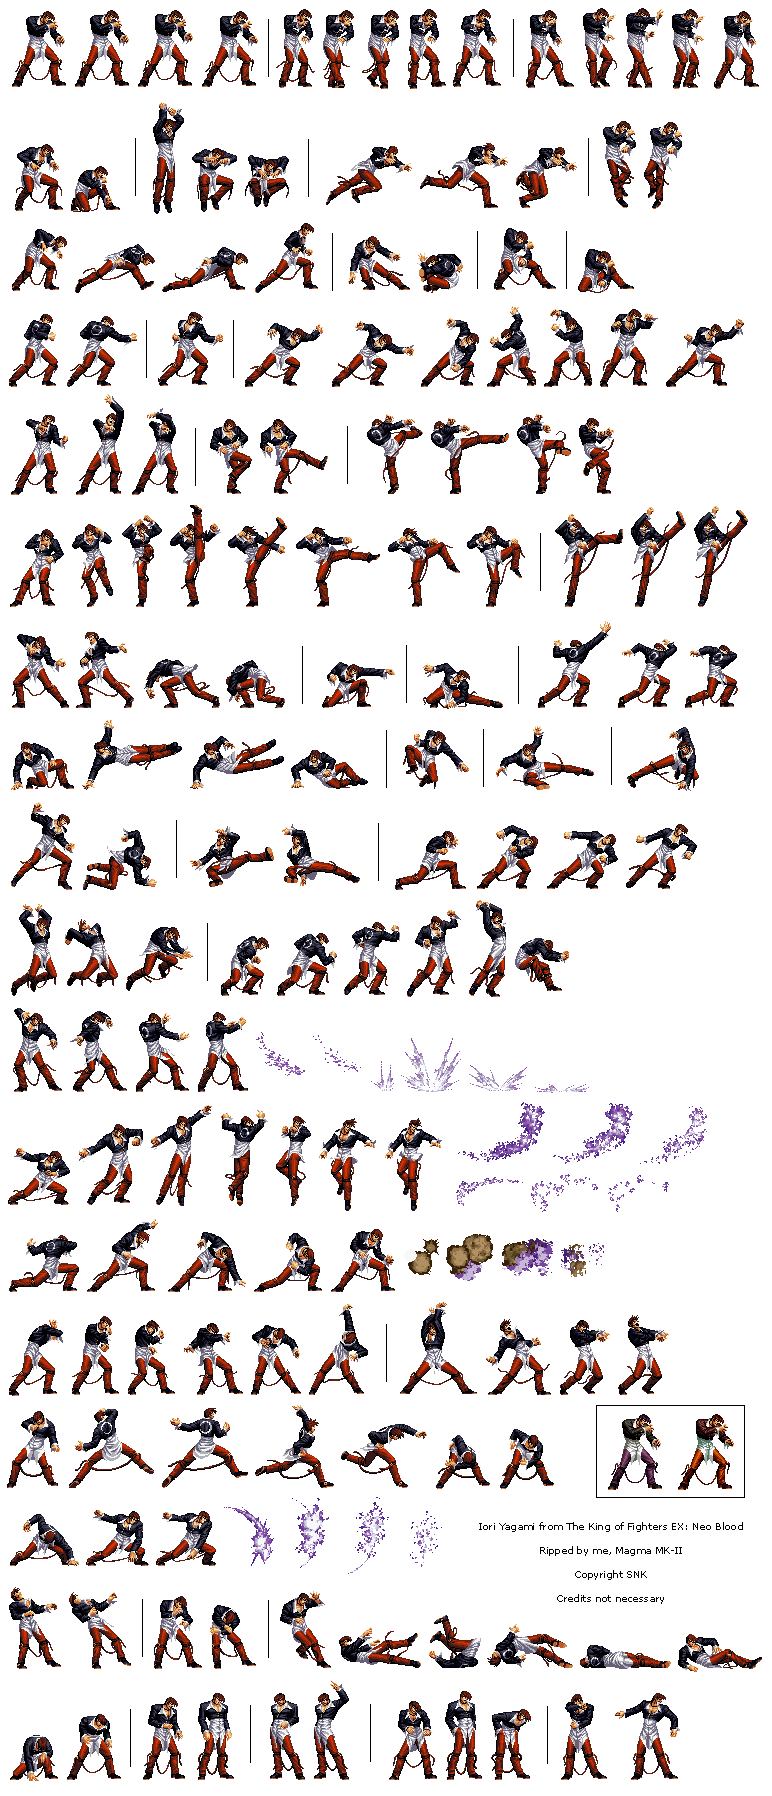 Iori Yagami from The King of Fighters EX: Neo Blood
Ripped by me, Magma MK-II
Copyright SNK
Credits not necessary